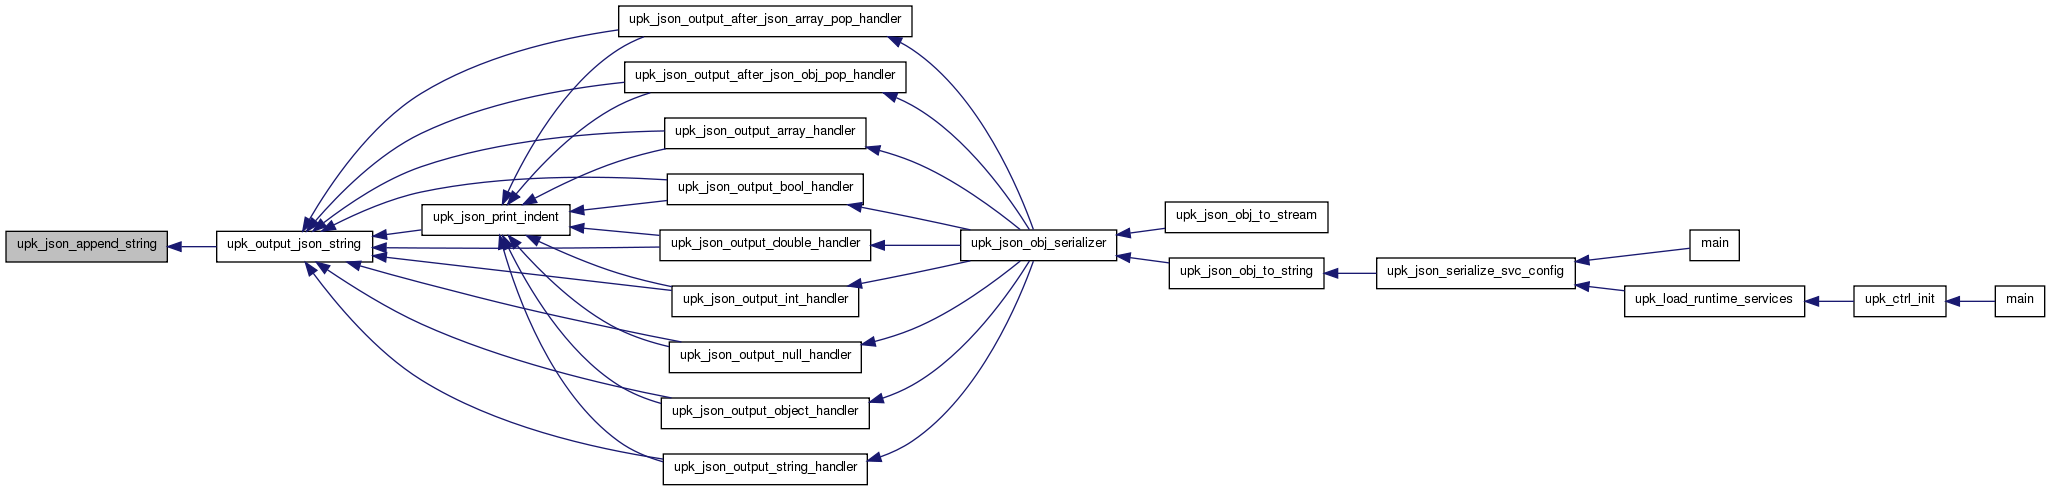 upk_json_append_string
upk_output_json_string
upk_json_print_indent
upk_json_output_after_json_array_pop_handler
upk_json_output_after_json_obj_pop_handler
upk_json_output_array_handler
upk_json_output_bool_handler
upk_json_output_double_handler
upk_json_output_int_handler
upk_json_output_null_handler
upk_json_output_object_handler
upk_json_output_string_handler
upk_json_obj_serializer
upk_json_obj_to_stream
upk_json_obj_to_string
upk_json_serialize_svc_config
main
upk_load_runtime_services
upk_ctrl_init
main